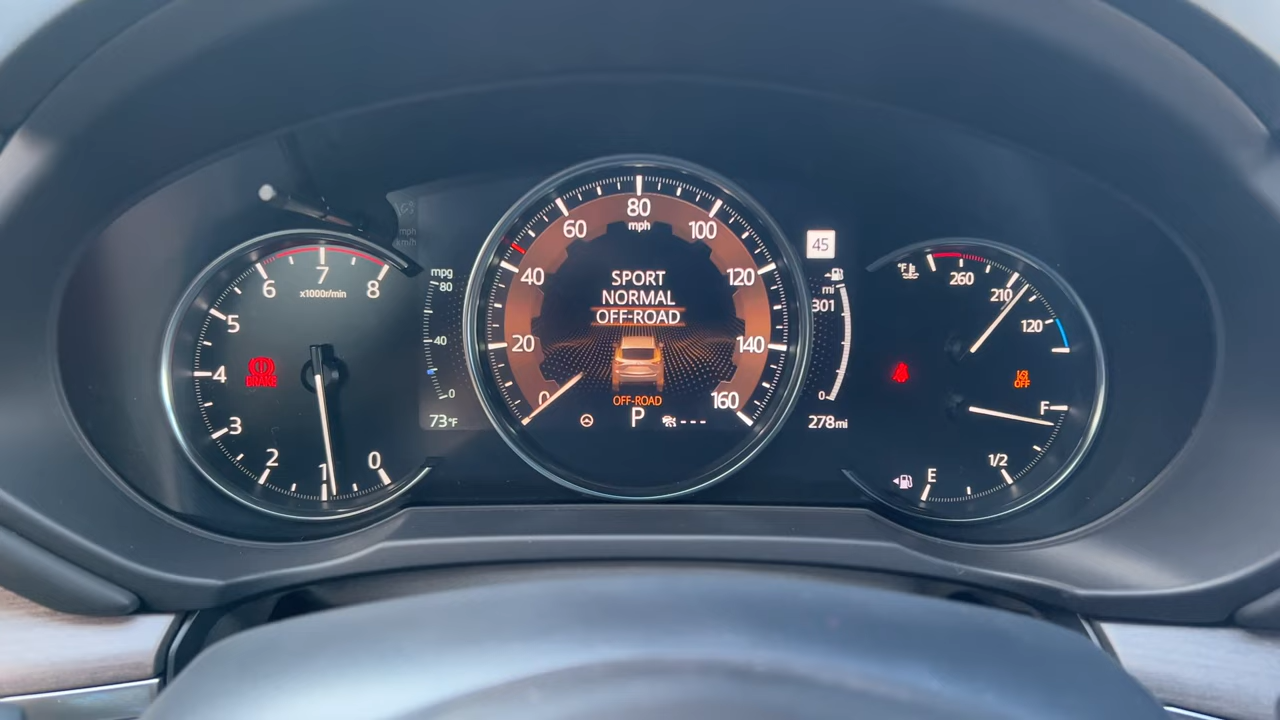 6 7 8
x1000r/min
5
4
BRAKE
3
2
1
0
mph
km/h
mpg
80
40
0
73°F
80
mph
60
100
40
120
SPORT
NORMAL
OFF-ROAD
20
140
0
160
OFF-ROAD
P
---
45
mi
301
0
278mi
°F
260
210
120
OFF
F
1/2
E